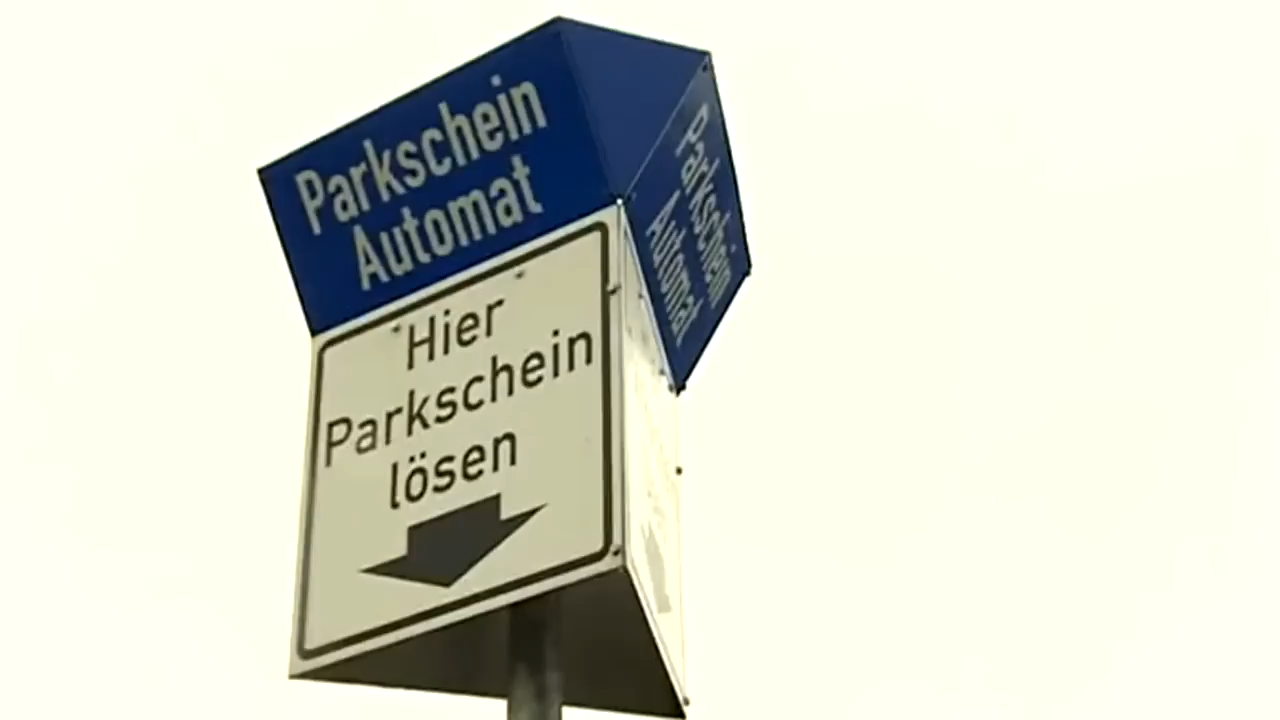 Parkschein
Automat
Hier
Parkschein
lösen
Parkschein
Automat